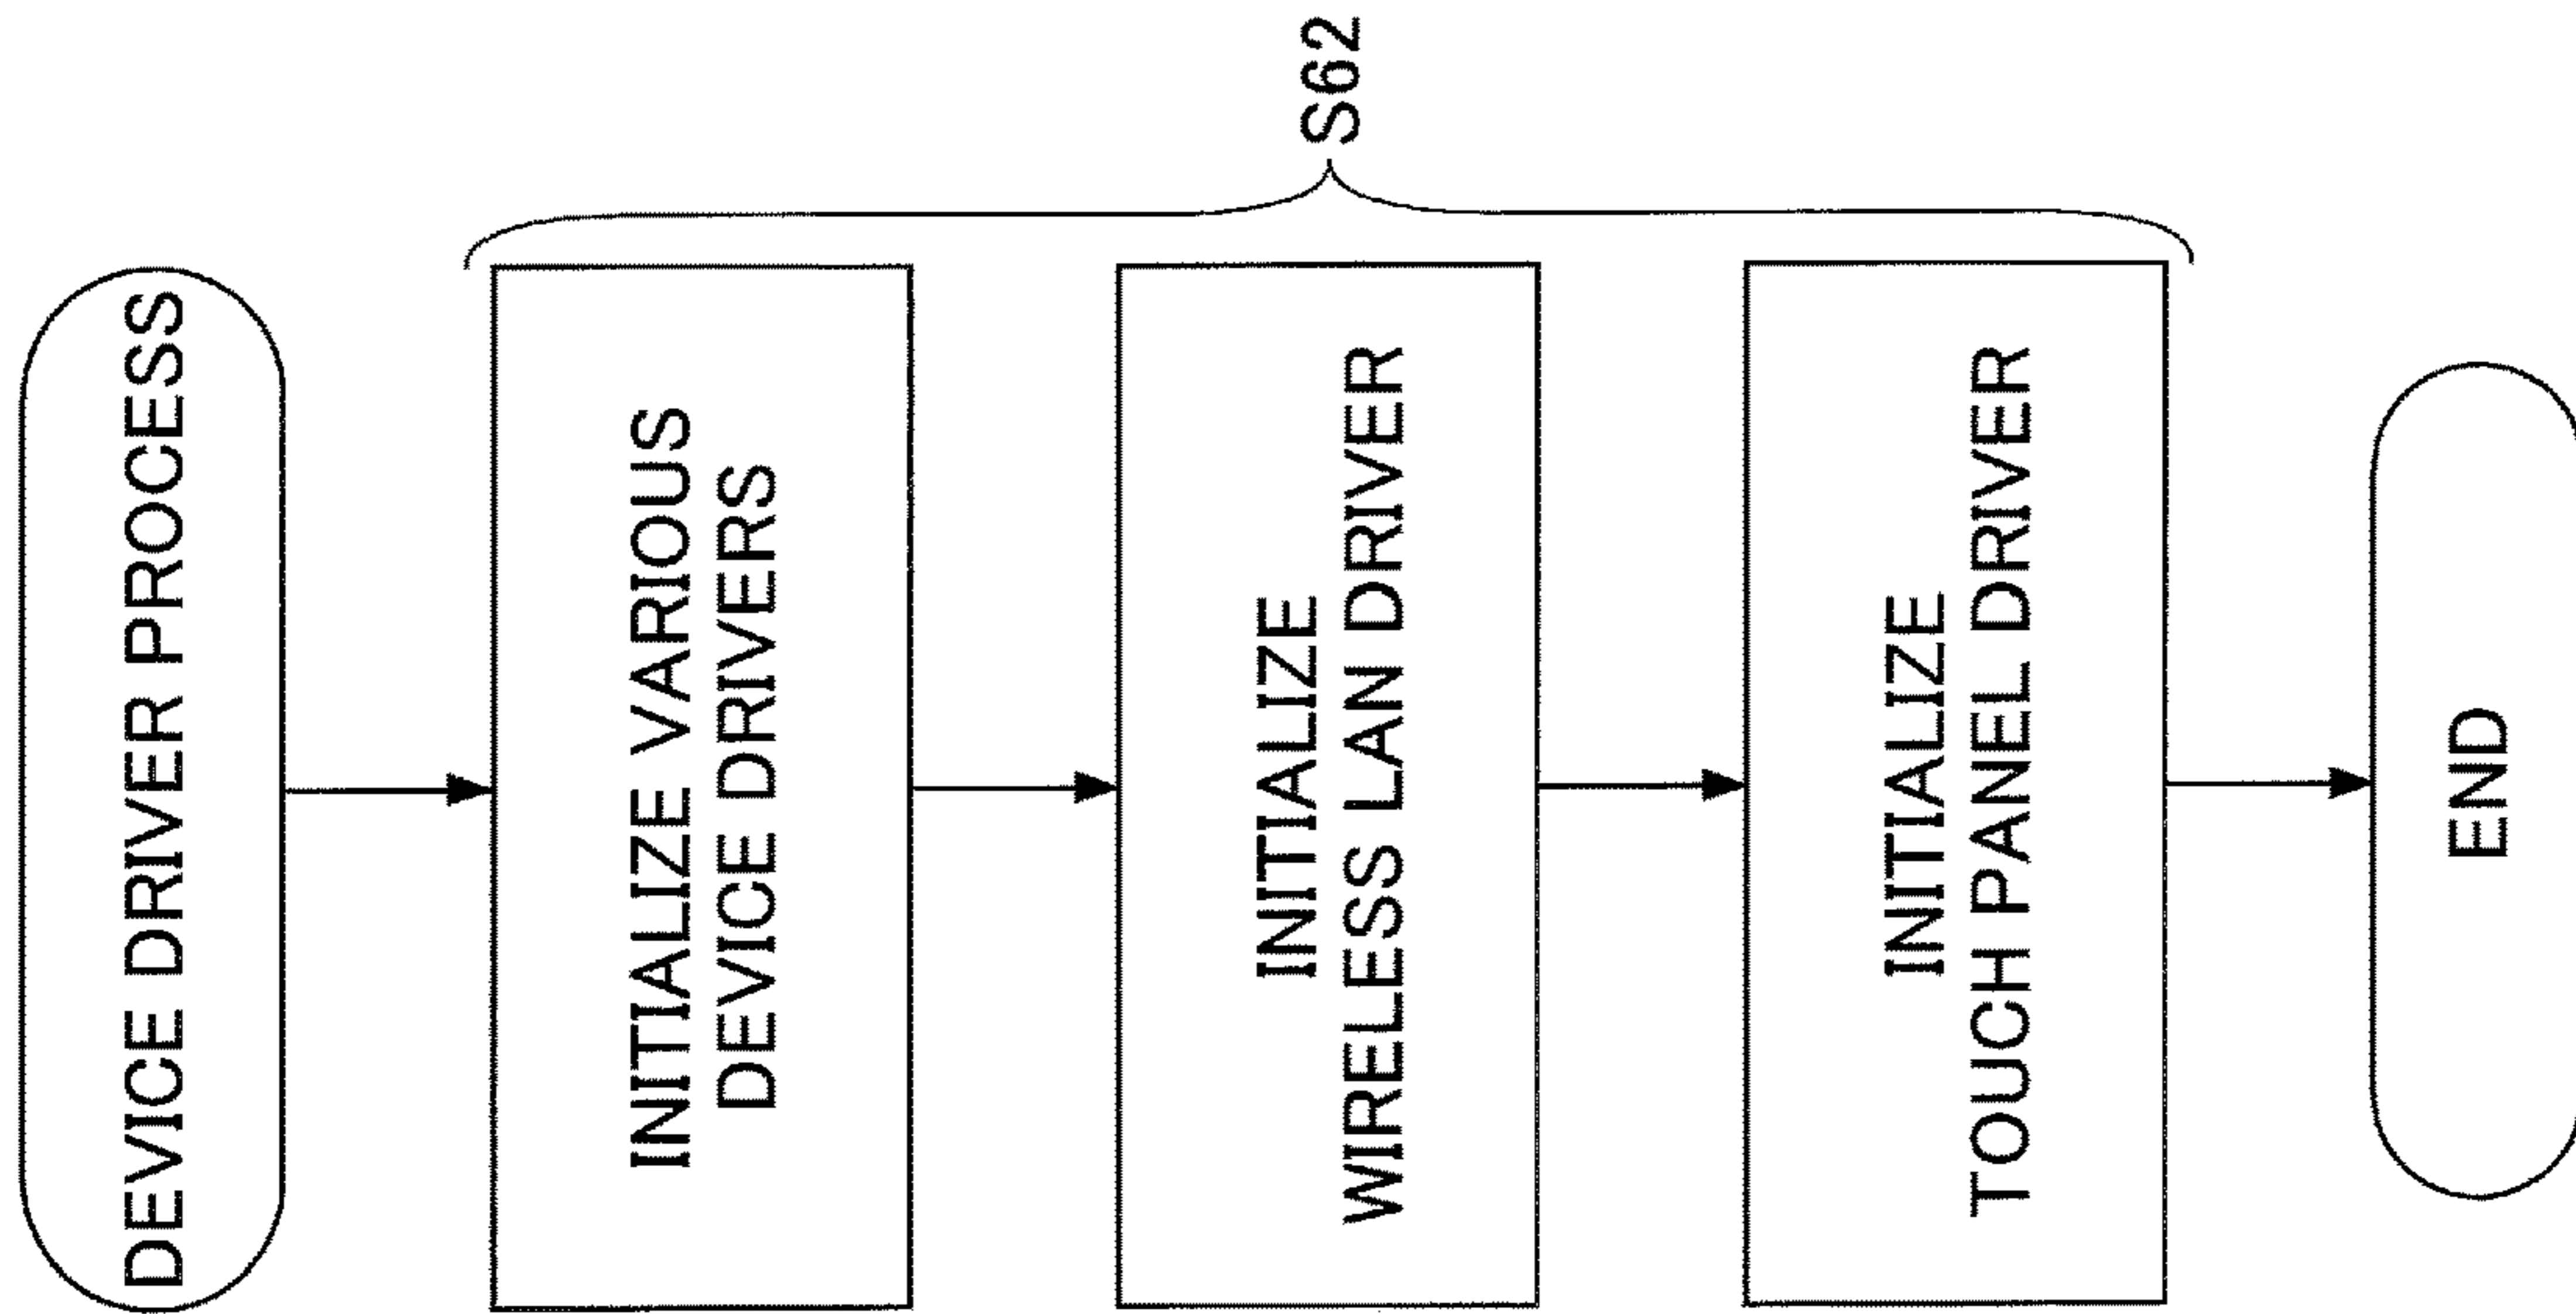 DEVICE DRIVER PROCESS
INITIALIZE VARIOUS
DEVICE DRIVERS
INITIALIZE
WIRELESS LAN DRIVER
INITIALIZE
TOUCH PANEL DRIVER
S62
END